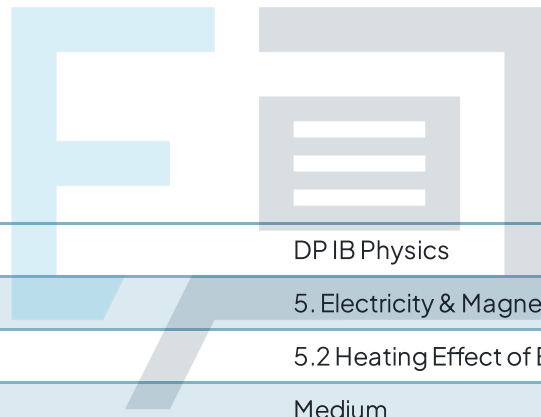 DP IB Physics
5. Electricity & Magne
5.2 Heating Effect of E
Medium